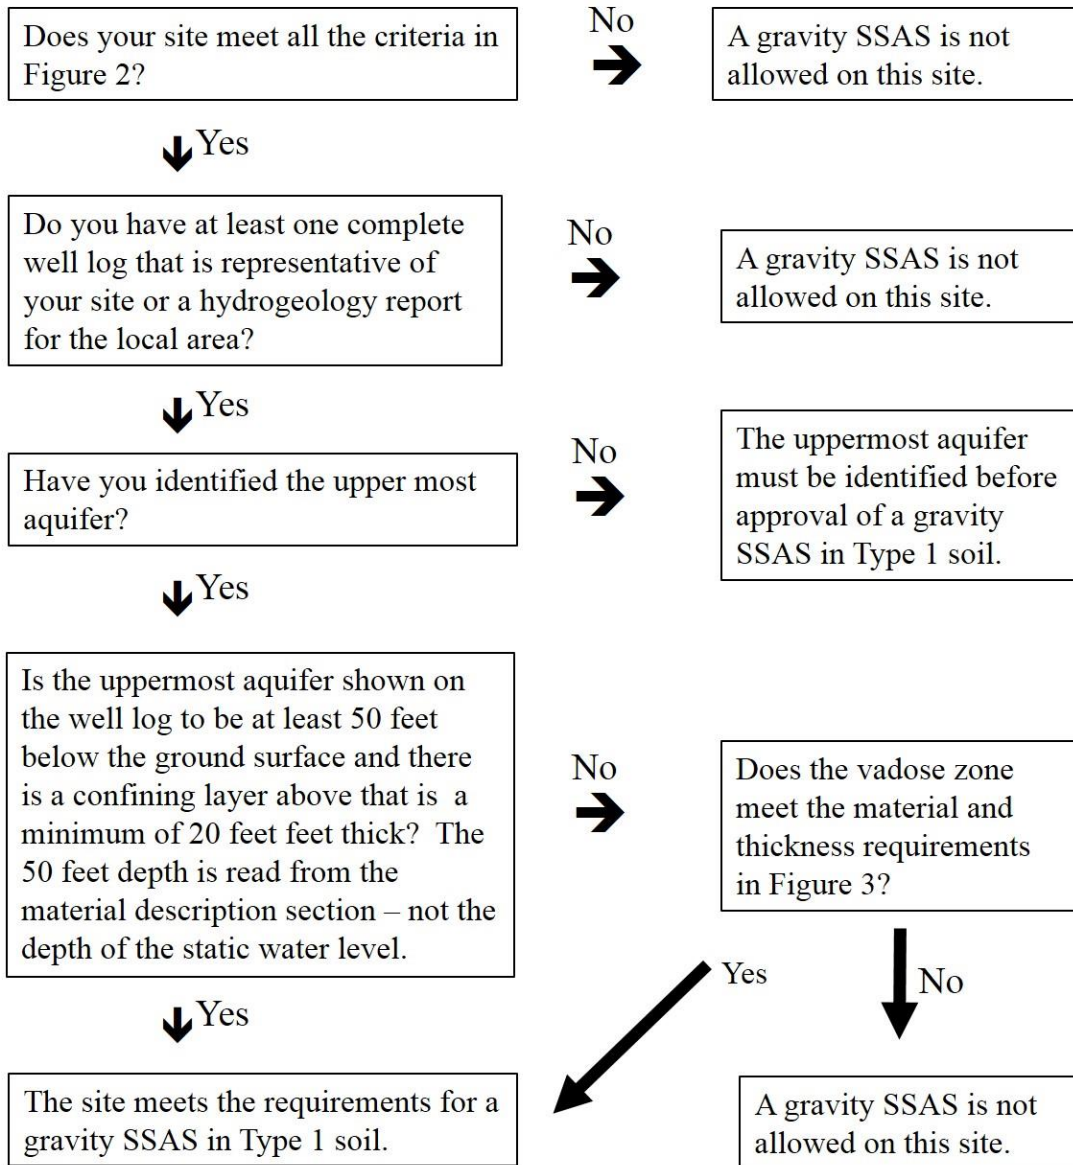 Does your site meet all the criteria in
Figure 2?
No
A gravity SSAS is not
allowed on this site.
Yes
Do you have at least one complete
well log that is representative of
your site or a hydrogeology report
for the local area?
No
A gravity SSAS is not
allowed on this site.
Yes
Have you identified the upper most
aquifer?
No
The uppermost aquifer
must be identified before
approval of a gravity
SSAS in Type 1 soil.
Yes
Is the uppermost aquifer shown on
the well log to be at least 50 feet
below the ground surface and there
is a confining layer above that is a
minimum of 20 feet feet thick? The
50 feet depth is read from the
material description section – not the
depth of the static water level.
No
Does the vadose zone
meet the material and
thickness requirements
in Figure 3?
Yes
No
Yes
The site meets the requirements for a
gravity SSAS in Type 1 soil.
A gravity SSAS is not
allowed on this site.